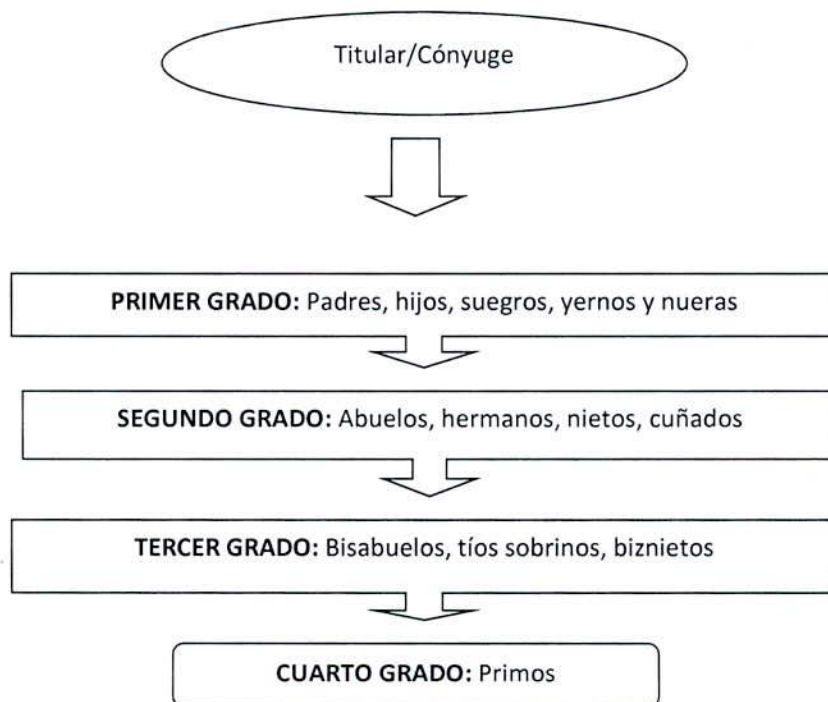 Titular/Cónyuge
PRIMER GRADO: Padres, hijos, suegros, yernos y nueras
SEGUNDO GRADO: Abuelos, hermanos, nietos, cuñados
TERCER GRADO: Bisabuelos, tíos sobrinos, biznietos
CUARTO GRADO: Primos